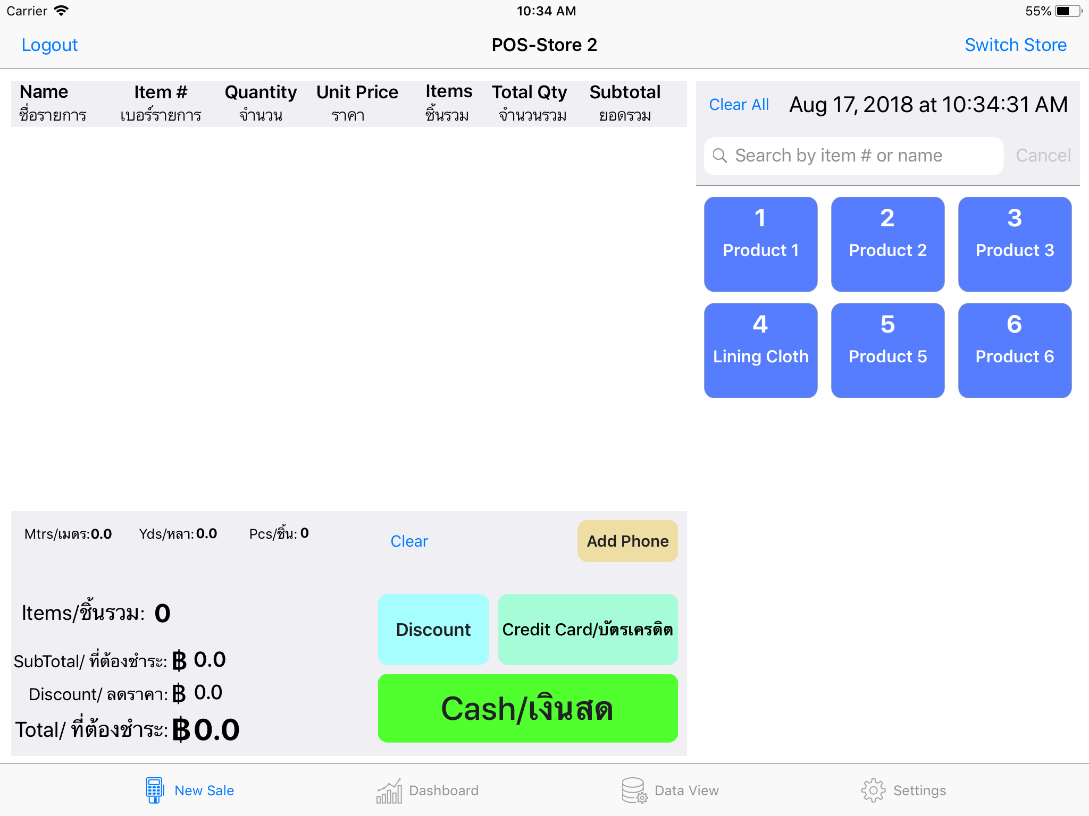 Carrier 10:34 AM 55%
Logout POS-Store 2 Switch Store
Name Item # Quantity Unit Price Items Total Qty Subtotal
ชื่อรายการ เบอร์รายการ จำนวน ราคา ชิ้นรวม จำนวนรวม ยอดรวม
Clear All Aug 17, 2018 at 10:34:31 AM
Search by item # or name Cancel
1 2 3
Product 1 Product 2 Product 3
4 5 6
Lining Cloth Product 5 Product 6
Mtrs/เมตร:0.0 Yds/หลา: 0.0 Pcs/ชิ้น: 0 Clear Add Phone
Items/ชิ้นรวม: 0
Discount Credit Card/บัตรเครดิต
SubTotal/ ที่ต้องชำระ: ฿ 0.0
Discount/ ลดราคา: ฿ 0.0
Total/ ที่ต้องชำระ: ฿0.0
Cash/เงินสด
New Sale Dashboard Data View Settings